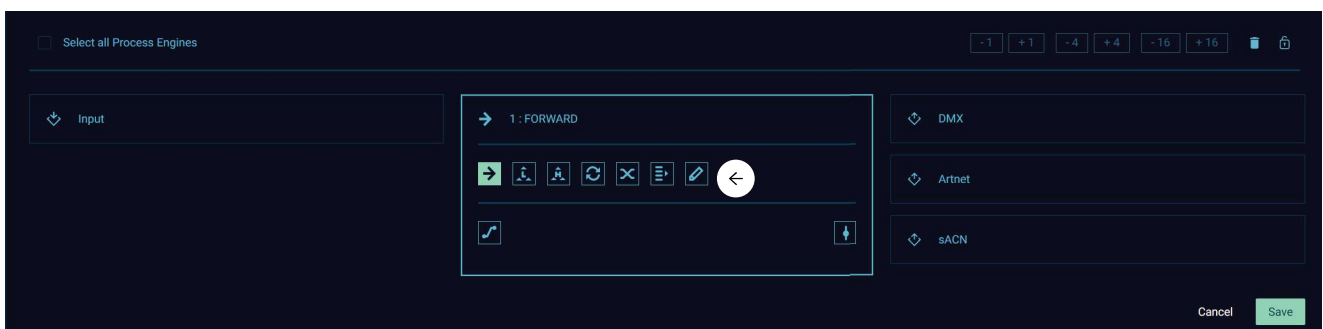 Select all Process Engines
- 1 + 1 - 4 + 4 - 16 + 16
Input
1 : FORWARD
L H
DMX
Artnet
sACN
Cancel Save